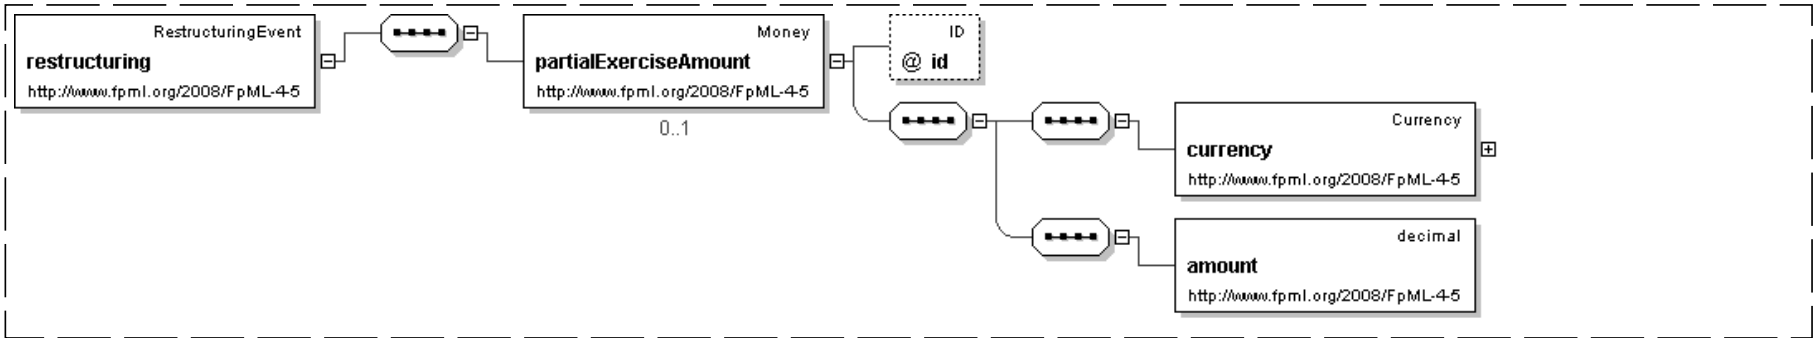 RestructuringEvent
restructuring
http://www.fpml.org/2008/FpML-4-5
Money
partialExerciseAmount
http://www.fpml.org/2008/FpML-4-5
0..1
ID
@ id
Currency
currency
http://www.fpml.org/2008/FpML-4-5
decimal
amount
http://www.fpml.org/2008/FpML-4-5